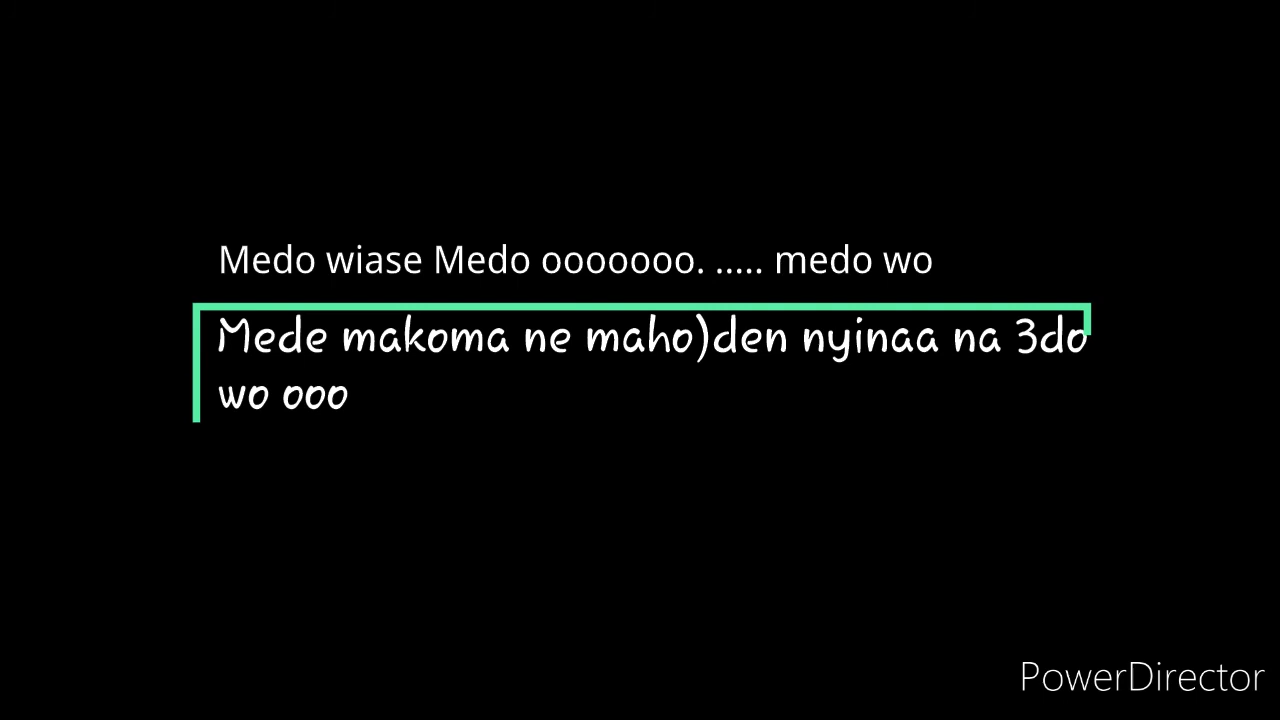 Medo wiase Medo ooooooo. ..... medo wo
Mede makoma ne maho)den nyinaa na 3do
wo ooo
PowerDirector